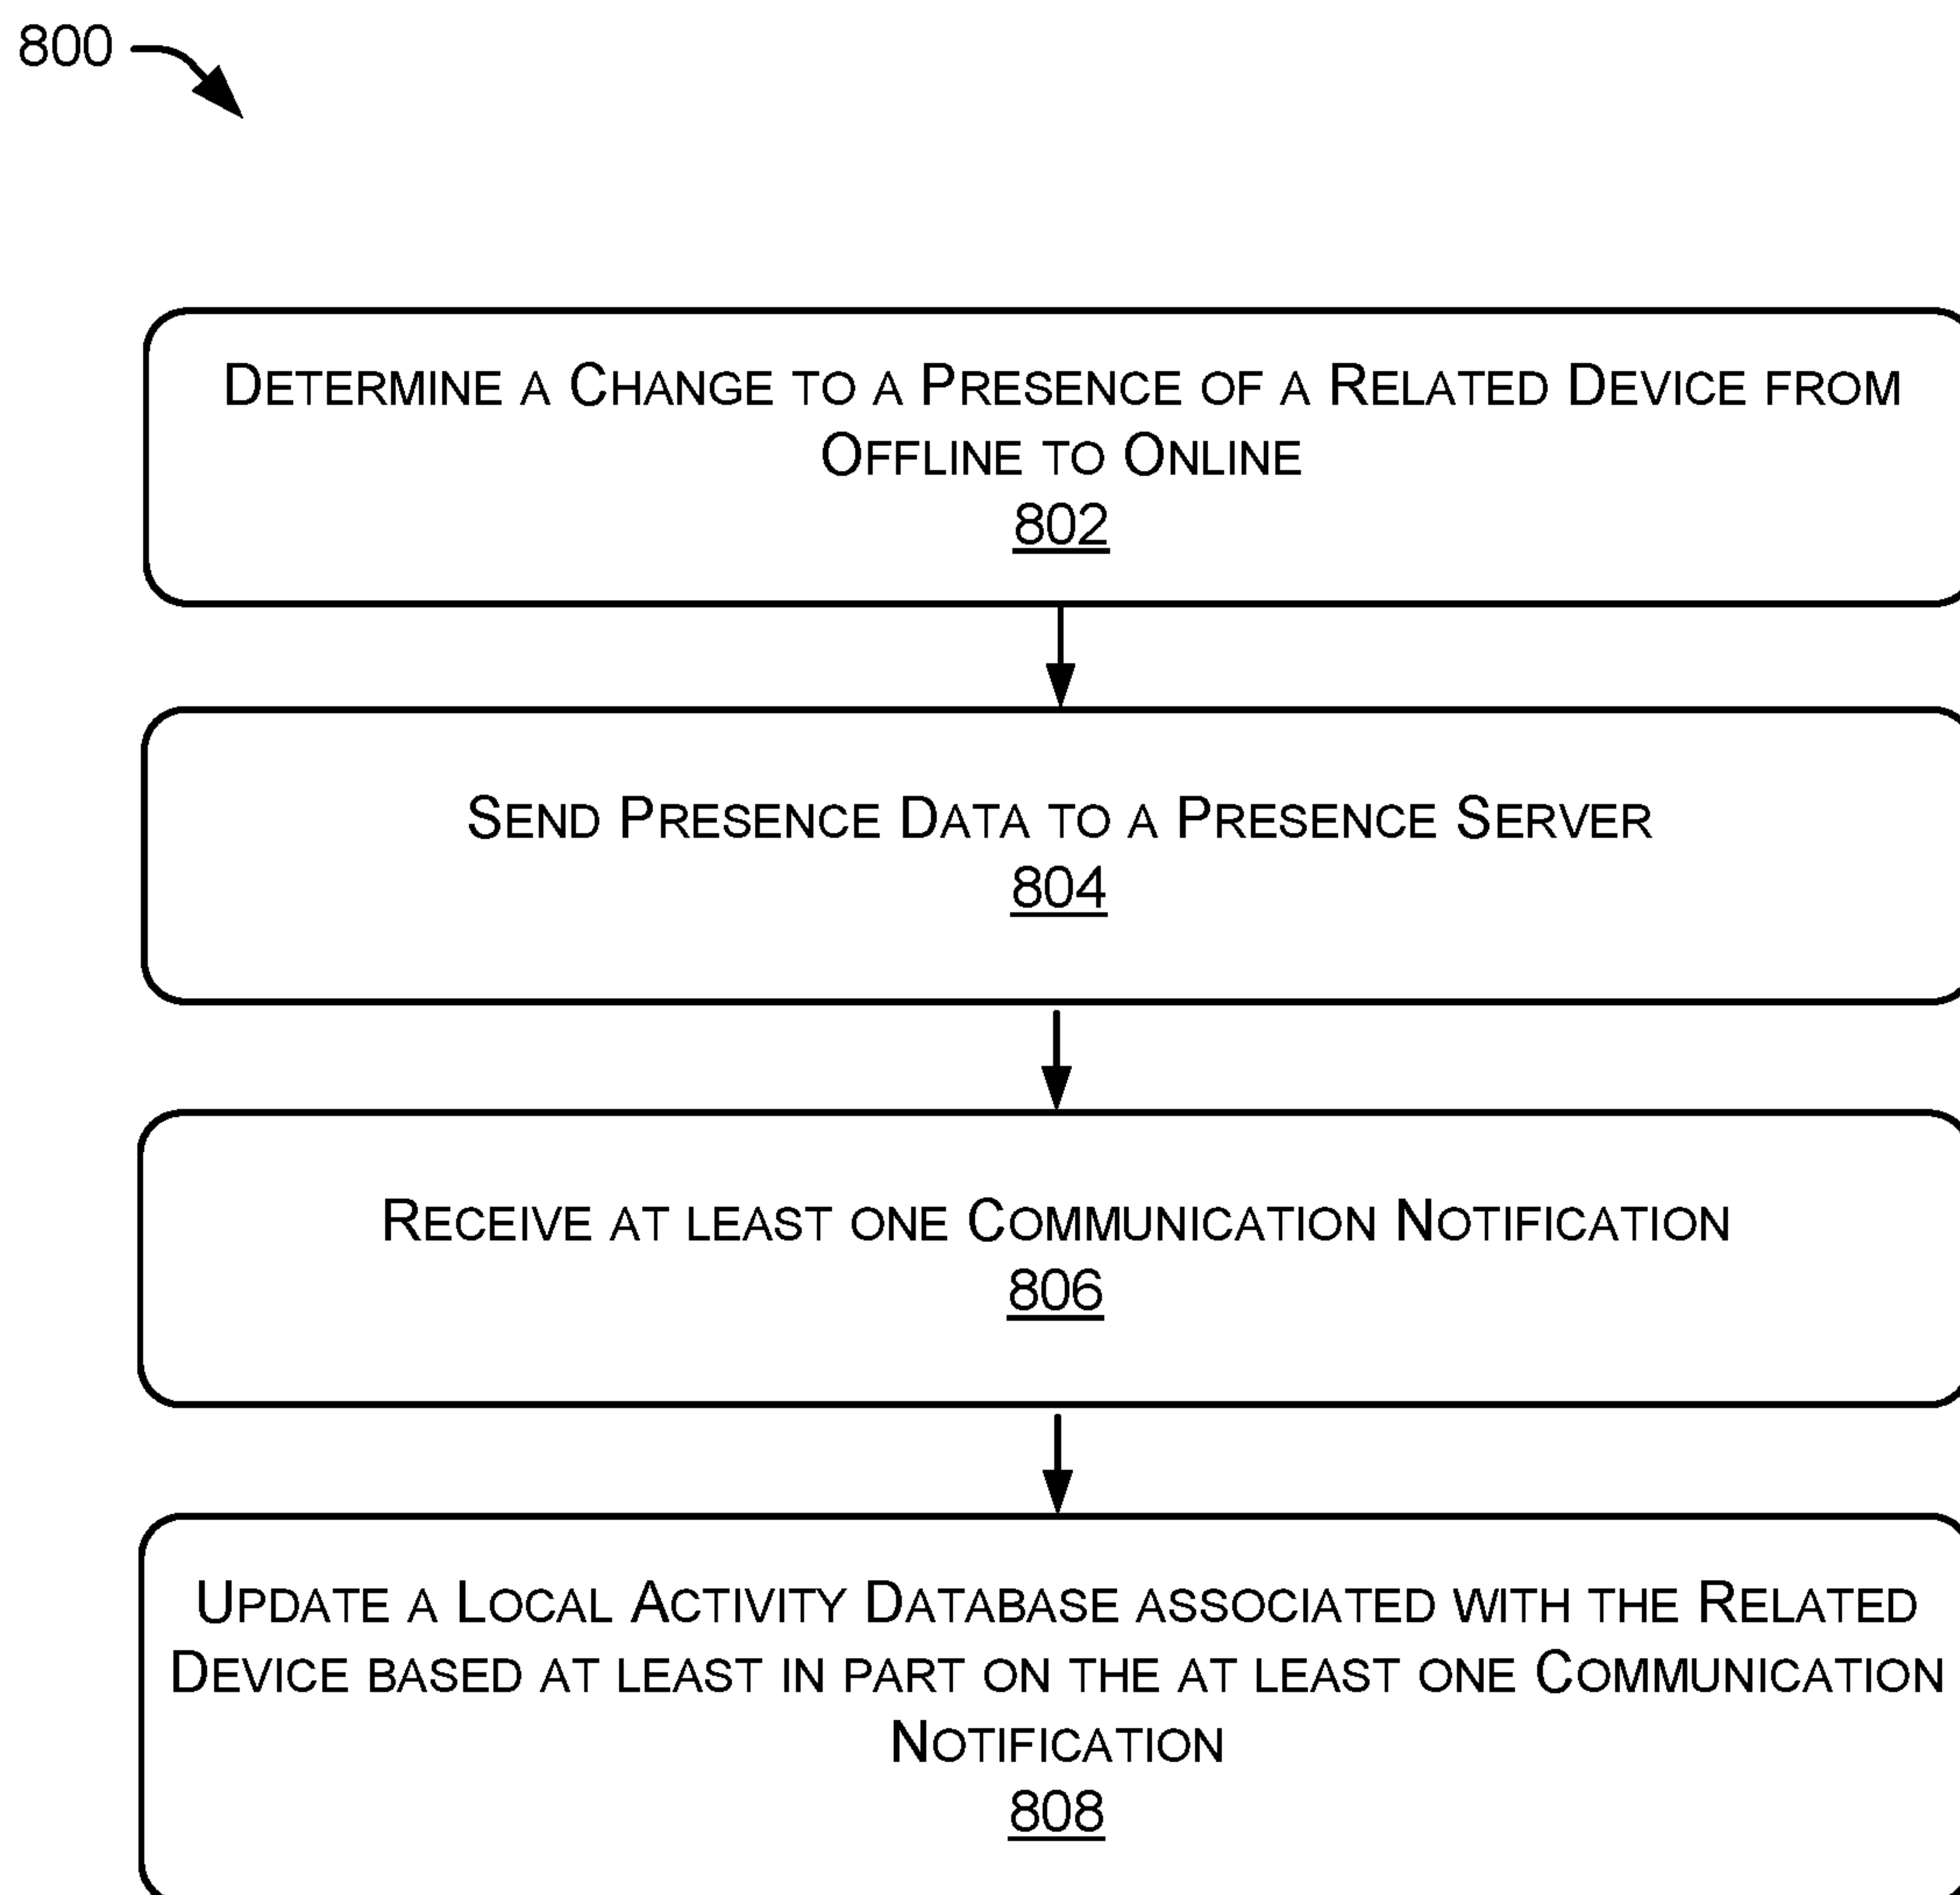 800
DETERMINE A CHANGE TO A PRESENCE OF A RELATED DEVICE FROM
OFFLINE TO ONLINE
802
SEND PRESENCE DATA TO A PRESENCE SERVER
804
RECEIVE AT LEAST ONE COMMUNICATION NOTIFICATION
806
UPDATE A LOCAL ACTIVITY DATABASE ASSOCIATED WITH THE RELATED
DEVICE BASED AT LEAST IN PART ON THE AT LEAST ONE COMMUNICATION
NOTIFICATION
808